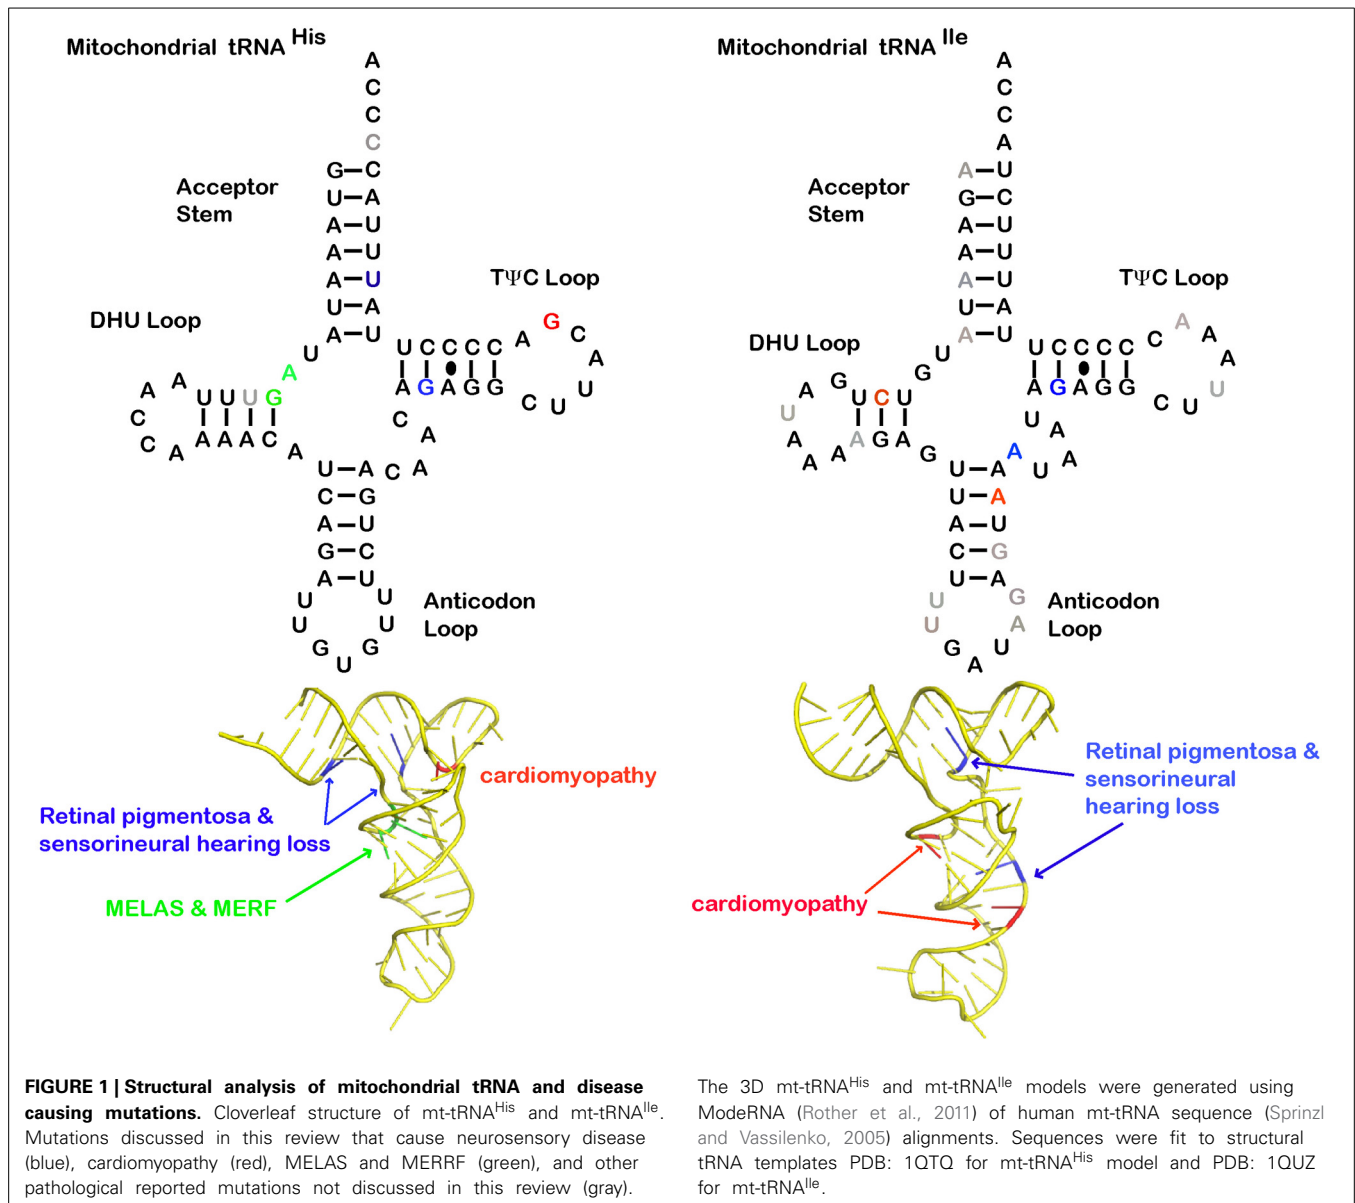 Mitochondrial tRNA His
A
C
C
C
G C
U A
A U
A U
A U
U A
A U
Acceptor
Stem
DHU Loop
TΨC Loop
U C C C C A G C A U U C
A G A G G
U A G U U U A A C C A A A A C A
C A A C
U A
C G
A U
G C
A U
U U
U U
G U G
Anticodon
Loop
Mitochondrial tRNA Ile
A
C
C
A
A U
G C
A U
A U
A U
U A
A U
Acceptor
Stem
DHU Loop
TΨC Loop
U C C C C C A A A U U C
U A G A G G
U G U C U G A U A A A A G A G
A A A U A
U A
U A
A U
C G
U A
U G
U A
G A U
Anticodon
Loop
cardiomyopathy
Retinal pigmentosa &
sensorineural hearing loss
MELAS & MERF
Retinal pigmentosa &
sensorineural
hearing loss
cardiomyopathy
FIGURE 1 | Structural analysis of mitochondrial tRNA and disease
causing mutations. Cloverleaf structure of mt-tRNAHis and mt-tRNAIle.
Mutations discussed in this review that cause neurosensory disease
(blue), cardiomyopathy (red), MELAS and MERRF (green), and other
pathological reported mutations not discussed in this review (gray).
The 3D mt-tRNAHis and mt-tRNAIle models were generated using
ModeRNA (Rother et al., 2011) of human mt-tRNA sequence (Sprinzl
and Vassilenko, 2005) alignments. Sequences were fit to structural
tRNA templates PDB: 1QTQ for mt-tRNAHis model and PDB: 1QUZ
for mt-tRNAIle.